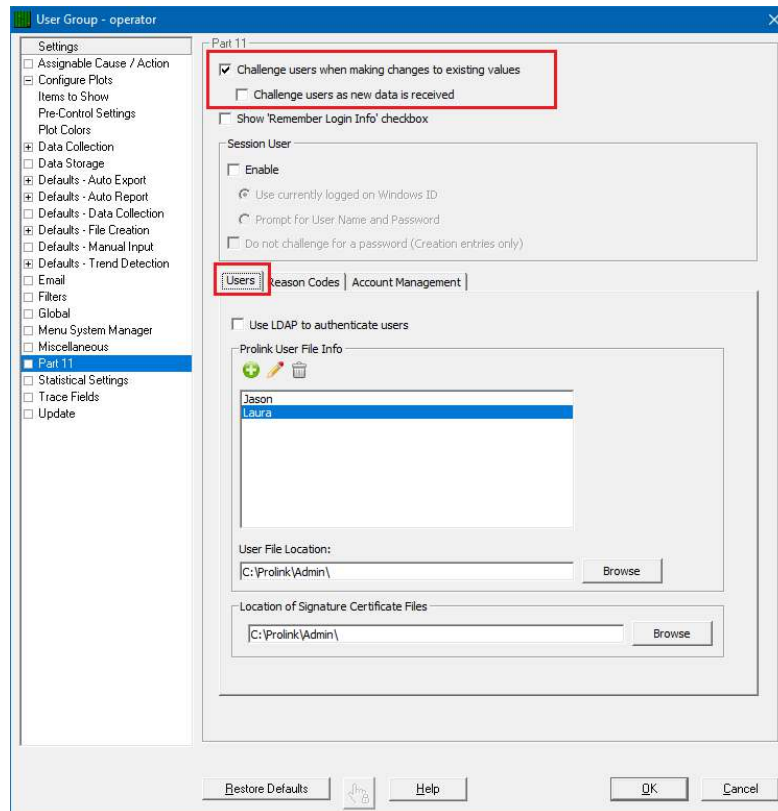 User Group - operator
Settings
Assignable Cause / Action
Configure Plots
Items to Show
Pre-Control Settings
Plot Colors
Data Collection
Data Storage
Defaults - Auto Export
Defaults - Auto Report
Defaults - Data Collection
Defaults - File Creation
Defaults - Manual Input
Defaults - Trend Detection
Email
Filters
Global
Menu System Manager
Miscellaneous
Part 11
Statistical Settings
Trace Fields
Update
Part 11
Challenge users when making changes to existing values
Challenge users as new data is received
Show 'Remember Login Info' checkbox
Session User
Enable
Use currently logged on Windows ID
Prompt for User Name and Password
Do not challenge for a password (Creation entries only)
Users Reason Codes Account Management
Use LDAP to authenticate users
Prolink User File Info
Jason
Laura
User File Location:
C:\Prolink\Admin\ Browse
Location of Signature Certificate Files
C:\Prolink\Admin\ Browse
Restore Defaults Help OK Cancel